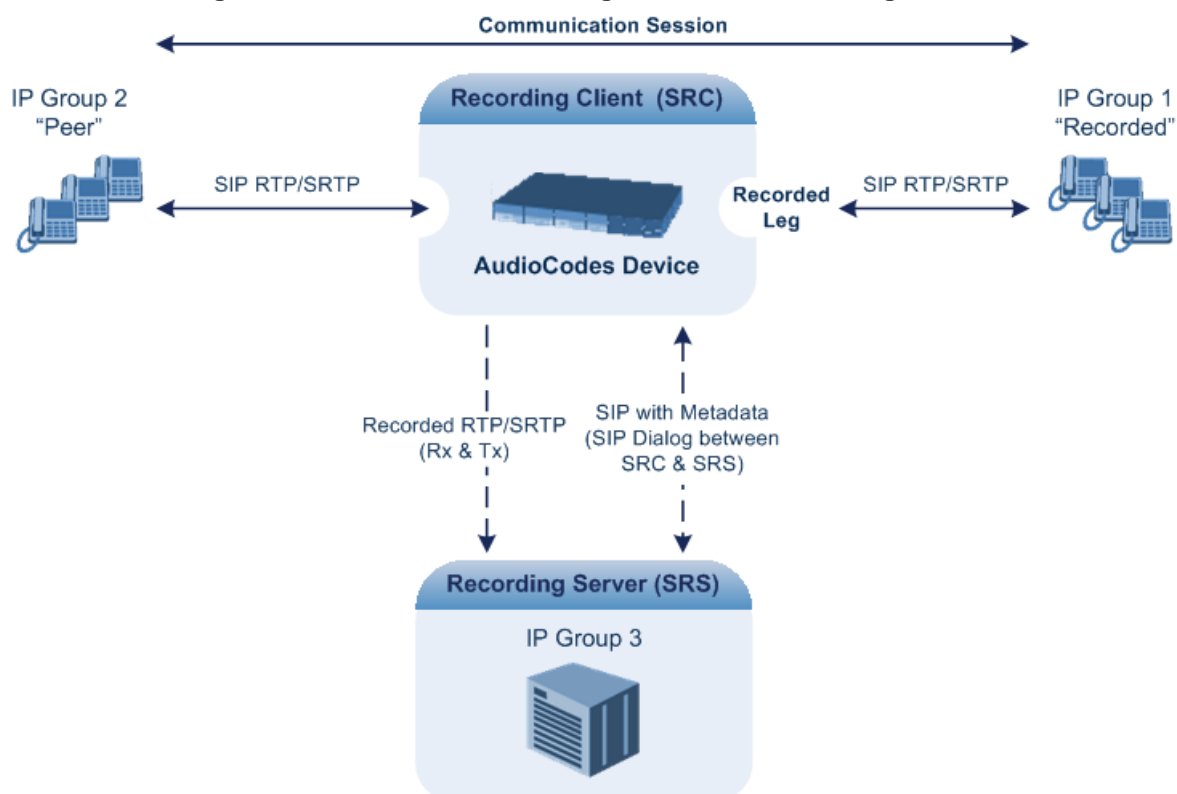 Communication Session
IP Group 2
“Peer”
Recording Client (SRC)
IP Group 1
“Recorded”
SIP RTP/SRTP
Recorded
Leg
SIP RTP/SRTP
AudioCodes Device
Recorded RTP/SRTP
(Rx & Tx)
SIP with Metadata
(SIP Dialog between
SRC & SRS)
Recording Server (SRS)
IP Group 3